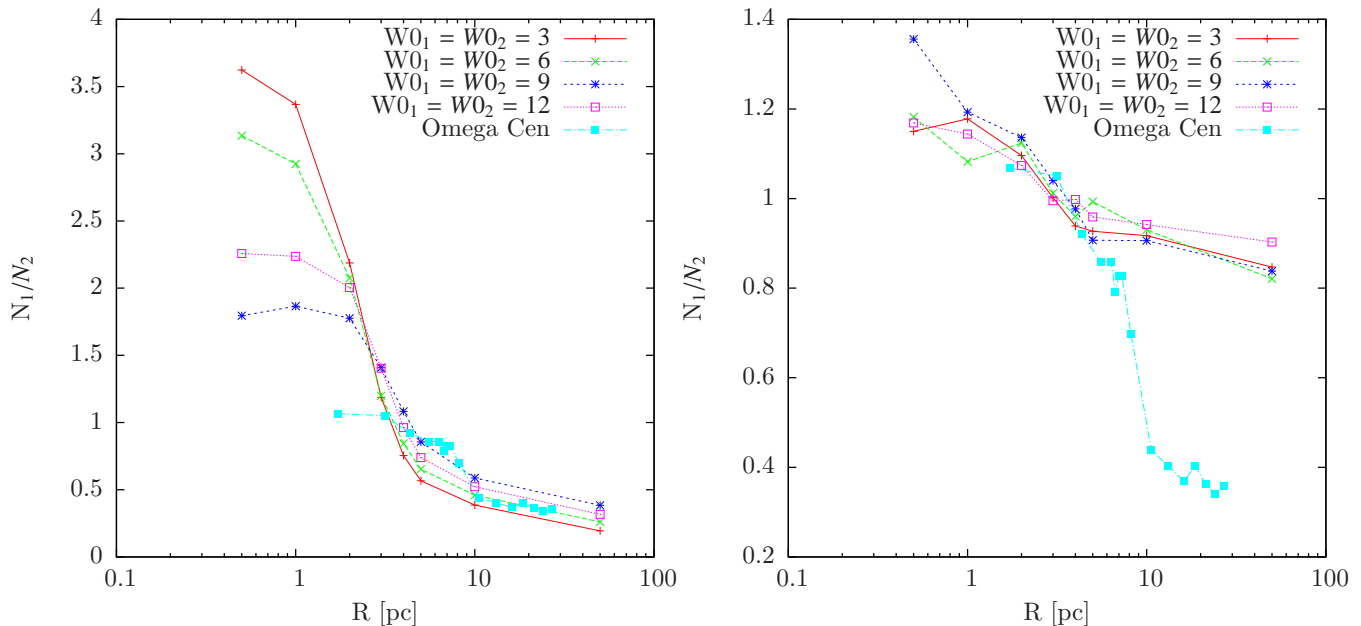 4
3.5
3
2.5
2
1.5
1
0.5
0
0.1
1
10
100
N₁/N₂
R [pc]
W0₁ = W0₂ = 3
W0₁ = W0₂ = 6
W0₁ = W0₂ = 9
W0₁ = W0₂ = 12
Omega Cen
1.4
1.2
1
0.8
0.6
0.4
0.2
0.1
1
10
100
N₁/N₂
R [pc]
W0₁ = W0₂ = 3
W0₁ = W0₂ = 6
W0₁ = W0₂ = 9
W0₁ = W0₂ = 12
Omega Cen